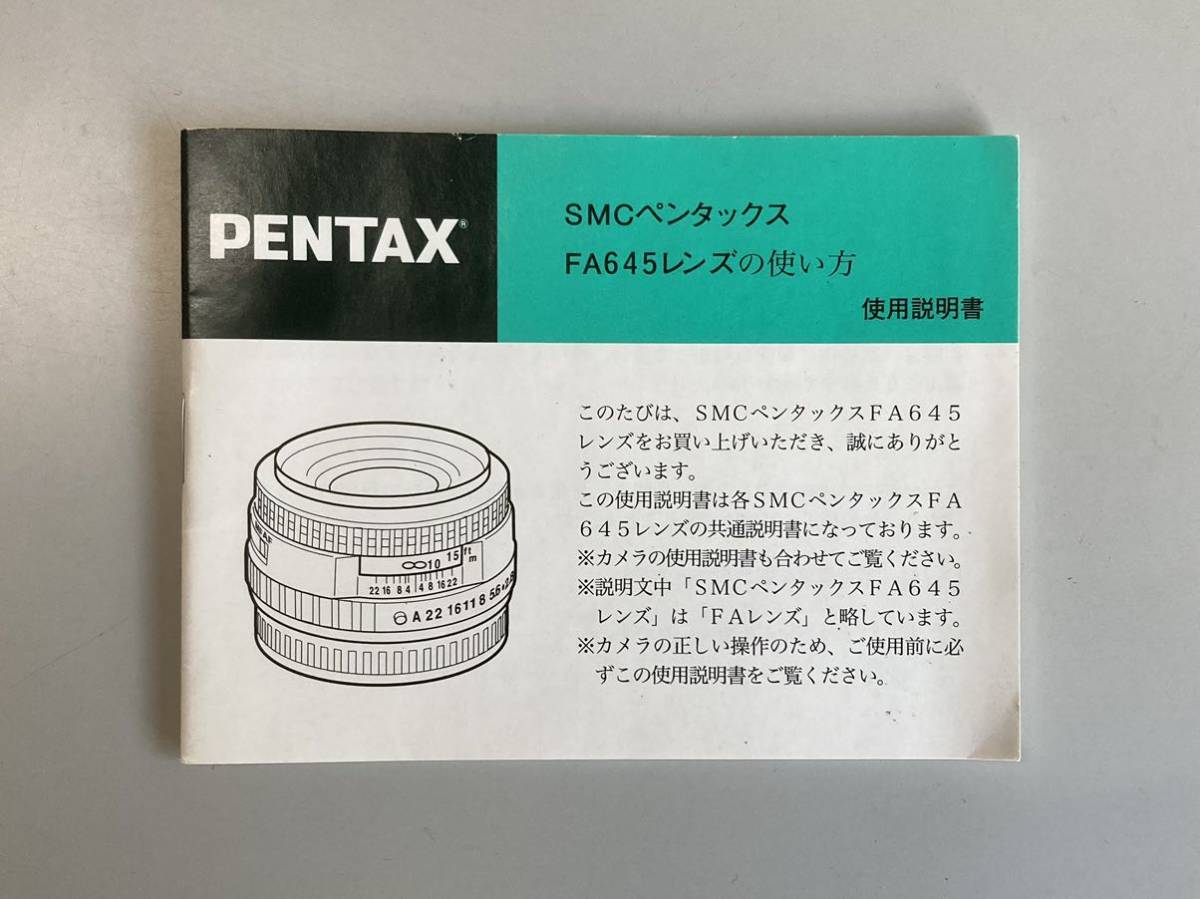 PENTAX®
SMCペンタックス
FA645レンズの使い方
使用説明書
このたびは、SMCペンタックスFA645
レンズをお買い上げいただき、誠にありがと
うございます。
この使用説明書は各SMCペンタックスFA
645レンズの共通説明書になっております。
※カメラの使用説明書も合わせてご覧ください。
※説明文中「SMCペンタックスFA645
レンズ」は「FAレンズ」と略しています。
※カメラの正しい操作のため、ご使用前に必
ずこの使用説明書をご覧ください。
AF
∞ 10 15 ft
m
22 16 8 4 4 8 16 22
A 22 16 11 8 5.6